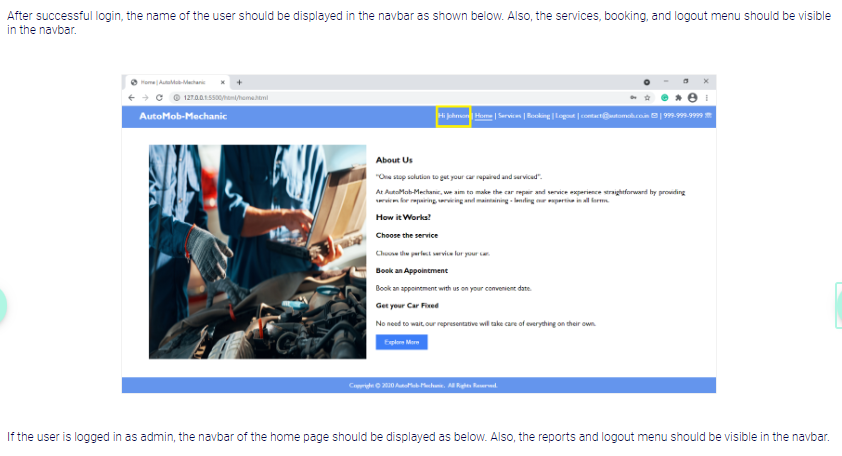 After successful login, the name of the user should be displayed in the navbar as shown below. Also, the services, booking, and logout menu should be visible
in the navbar.
Home | AutoMob-Mechanic × +
127.0.0.1:5500/html/home.html
AutoMob-Mechanic
Hi Johnson | Home | Services | Booking | Logout | contact@automob.co.in | 999-999-9999
About Us
"One stop solution to get your car repaired and serviced".
At AutoMob-Mechanic, we aim to make the car repair and service experience straightforward by providing
services for repairing, servicing and maintaining - lending our expertise in all forms.
How it Works?
Choose the service
Choose the perfect service for your car.
Book an Appointment
Book an appointment with us on your convenient date.
Get your Car Fixed
No need to wait, our representative will take care of everything on their own.
Explore More
Copyright © 2020 AutoMob-Mechanic. All Rights Reserved.
If the user is logged in as admin, the navbar of the home page should be displayed as below. Also, the reports and logout menu should be visible in the navbar.